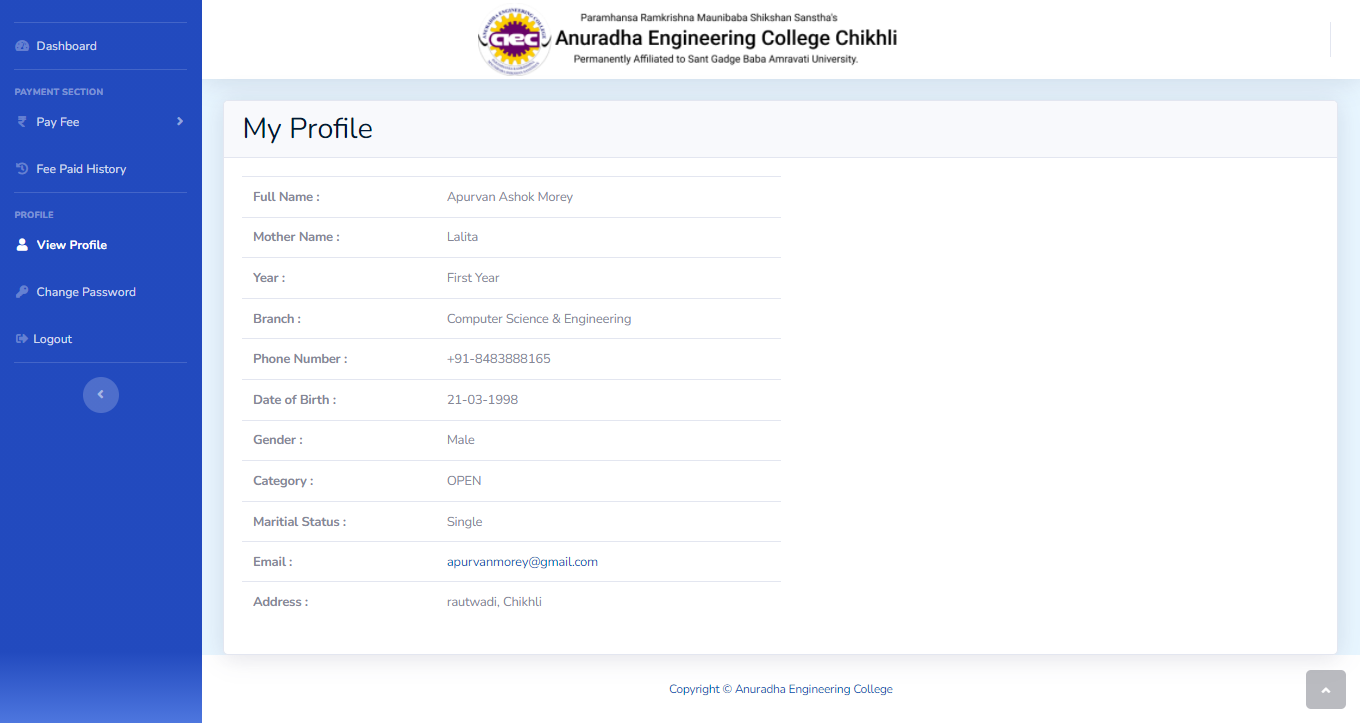 Dashboard
PAYMENT SECTION
Pay Fee
Fee Paid History
PROFILE
View Profile
Change Password
Logout
Paramhansa Ramkrishna Maunibaba Shikshan Sanstha's
Anuradha Engineering College Chikhli
Permanently Affiliated to Sant Gadge Baba Amravati University.
aec
My Profile
Full Name : Apurvan Ashok Morey
Mother Name : Lalita
Year : First Year
Branch : Computer Science & Engineering
Phone Number : +91-8483888165
Date of Birth : 21-03-1998
Gender : Male
Category : OPEN
Maritial Status : Single
Email : apurvanmorey@gmail.com
Address : rautwadi, Chikhli
Copyright © Anuradha Engineering College